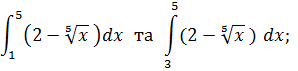 ∫₁⁵(2 − ⁵√x)dx та ∫₃⁵(2 − ⁵√x) dx;